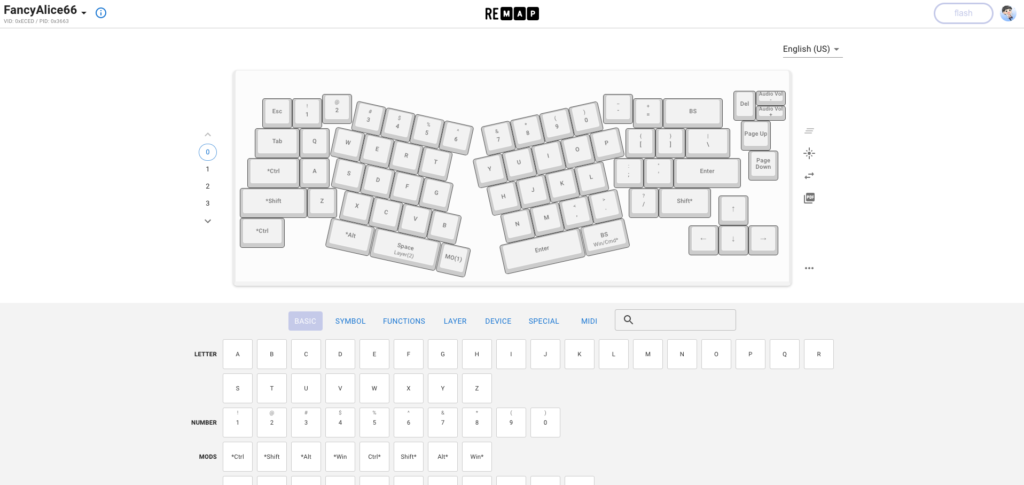 FancyAlice66
VID: 0xECED / PID: 0x3663
REMAP
flash
English (US)
0
1
2
3
Esc
! 1
@ 2
# 3
$ 4
% 5
^ 6
& 7
* 8
( 9
) 0
_ -
+ =
BS
Del
Audio Vol -
Audio Vol +
Tab
Q
W
E
R
T
Y
U
I
O
P
{ [
} ]
| \
Page Up
*Ctrl
A
S
D
F
G
H
J
K
L
: ;
" '
Enter
Page Down
*Shift
Z
X
C
V
B
N
M
< ,
> .
? /
Shift*
↑
*Ctrl
*Alt
Space
Layer(2)
MO(1)
Enter
BS
Win/Cmd*
←
↓
→
BASIC SYMBOL FUNCTIONS LAYER DEVICE SPECIAL MIDI
LETTER A B C D E F G H I J K L M N O P Q R
S T U V W X Y Z
! @ # $ % ^ & * ( )
NUMBER 1 2 3 4 5 6 7 8 9 0
MODS *Ctrl *Shift *Alt *Win Ctrl* Shift* Alt* Win*